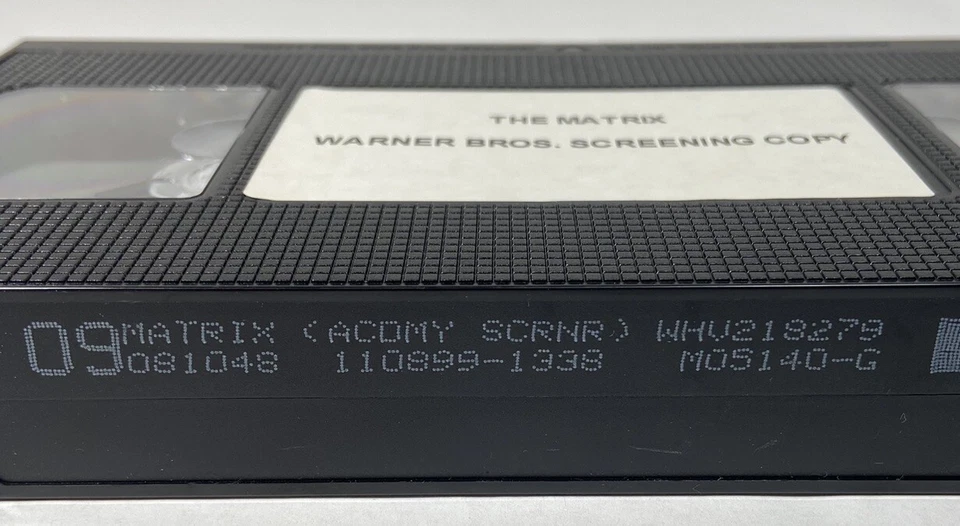 THE MATRIX
WARNER BROS. SCREENING COPY
09 MATRIX (ACDMY SCRNR) WHV218279
081048 110899-1338 M05140-G